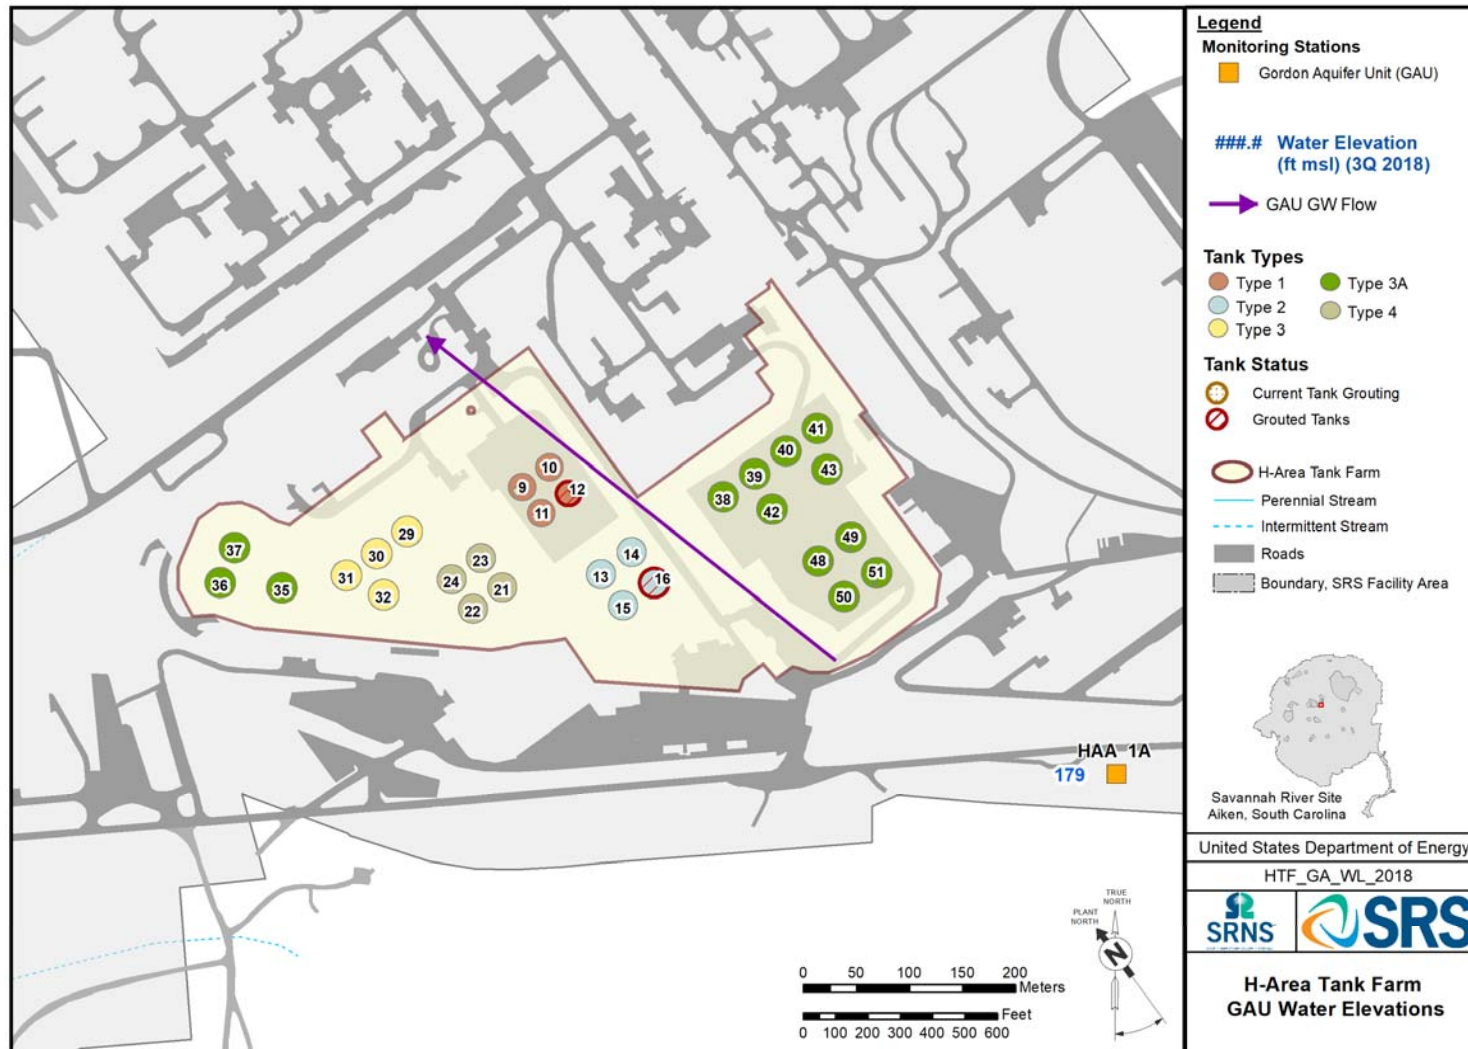 41
40
43
39
38
42
10
9
12
11
49
48
51
50
29
14
37
30
23
13
16
31
24
21
36
35
32
22
15
HAA 1A
179
TRUE
NORTH
PLANT
NORTH
N
0 50 100 150 200
Meters
Feet
0 100 200 300 400 500 600
Legend
Monitoring Stations
Gordon Aquifer Unit (GAU)
###.# Water Elevation
(ft msl) (3Q 2018)
GAU GW Flow
Tank Types
Type 1 Type 3A
Type 2 Type 4
Type 3
Tank Status
Current Tank Grouting
Grouted Tanks
H-Area Tank Farm
Perennial Stream
Intermittent Stream
Roads
Boundary, SRS Facility Area
Savannah River Site
Aiken, South Carolina
United States Department of Energy
HTF_GA_WL_2018
SRNS
SRS
H-Area Tank Farm
GAU Water Elevations